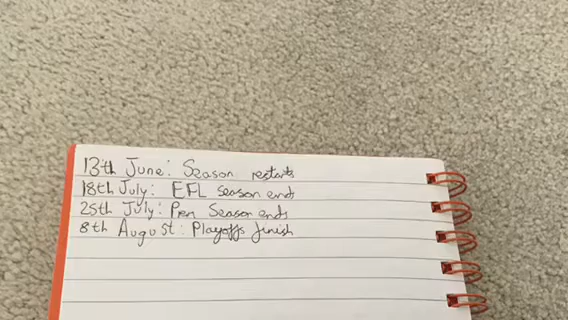 13th June: Season restarts
18th July: EFL season ends
25th July: Prem Season ends
8th August: Playoffs finish